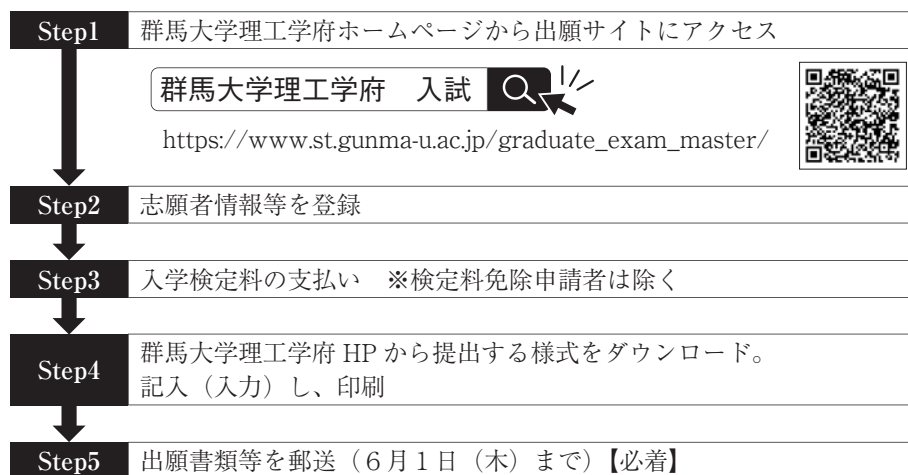 Step1 群馬大学理工学府ホームページから出願サイトにアクセス
群馬大学理工学府 入試
https://www.st.gunma-u.ac.jp/graduate_exam_master/
Step2 志願者情報等を登録
Step3 入学検定料の支払い ※検定料免除申請者は除く
Step4 群馬大学理工学府 HP から提出する様式をダウンロード。
記入（入力）し、印刷
Step5 出願書類等を郵送（６月１日（木）まで）【必着】